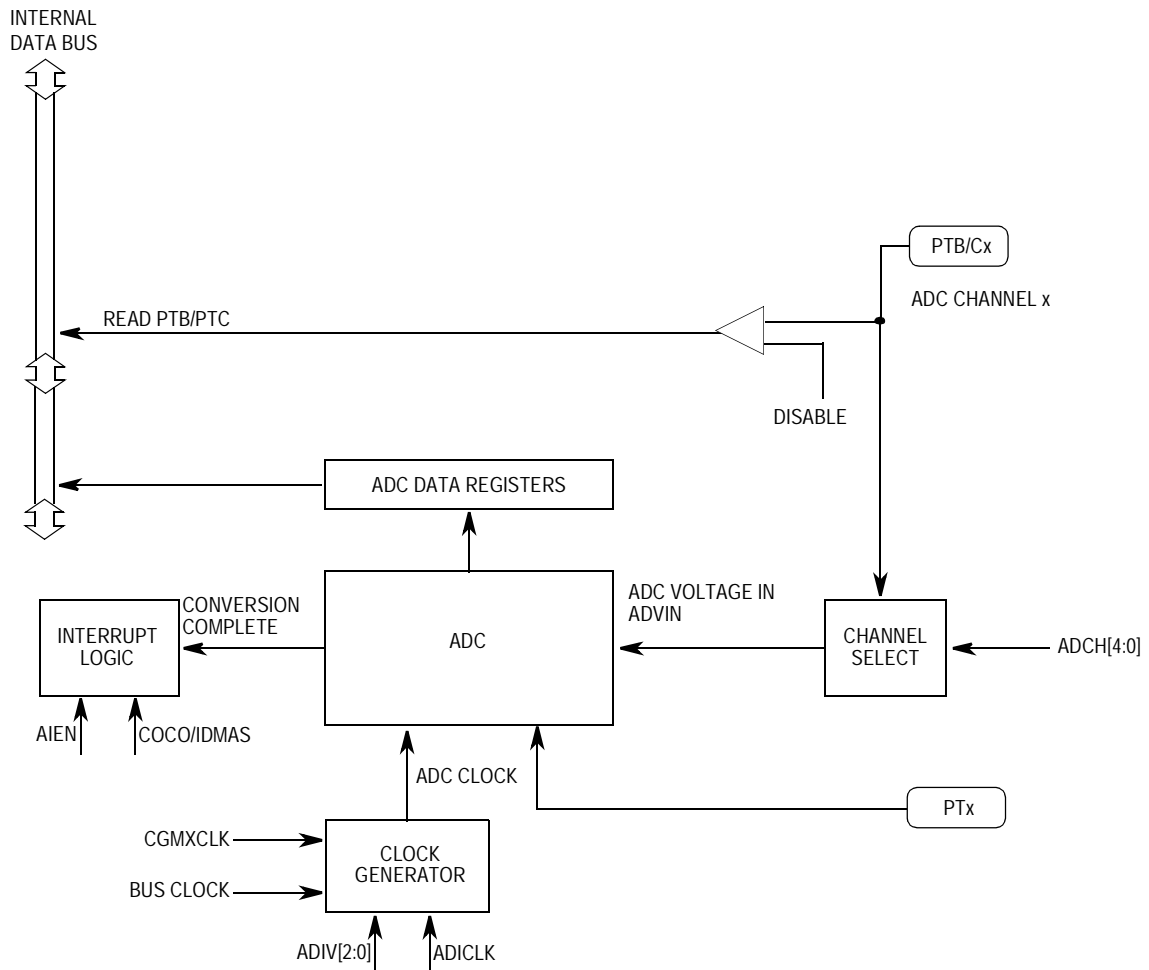 INTERNAL
DATA BUS
PTB/Cx
ADC CHANNEL x
READ PTB/PTC
DISABLE
ADC DATA REGISTERS
INTERRUPT
LOGIC
CONVERSION
COMPLETE
ADC
ADC VOLTAGE IN
ADVIN
CHANNEL
SELECT
ADCH[4:0]
AIEN
COCO/IDMAS
ADC CLOCK
PTx
CGMXCLK
BUS CLOCK
CLOCK
GENERATOR
ADIV[2:0]
ADICLK